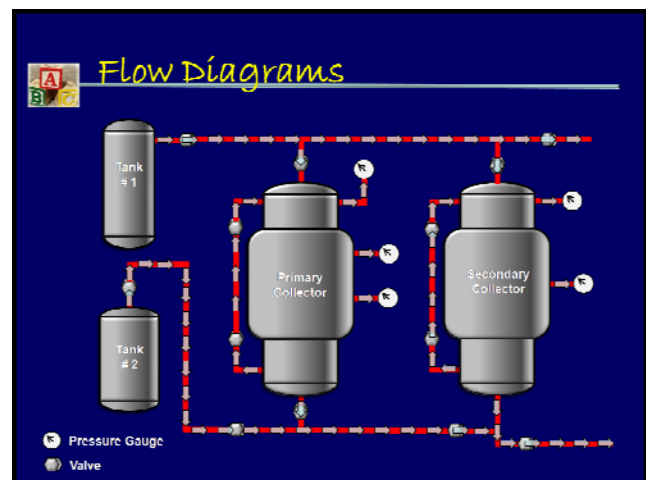 Flow Diagrams
A
B C
Tank
# 1
Primary
Collector
Secondary
Collector
Tank
# 2
Pressure Gauge
Valve